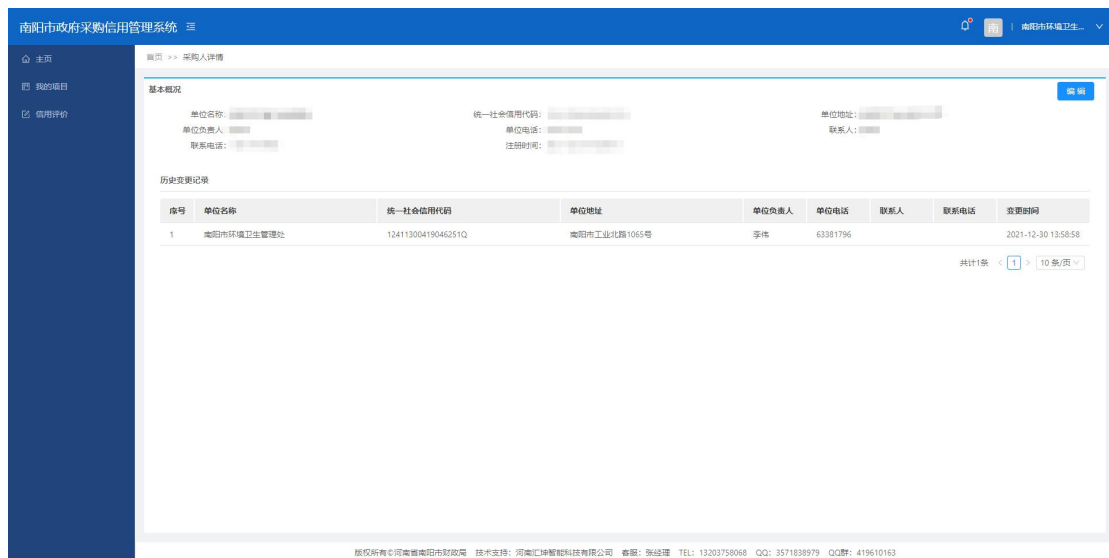 南阳市政府采购信用管理系统
南 | 南阳市环境卫生...
主页
我的项目
信用评价
首页 >> 采购人详情
基本概况
编辑
单位名称: 统一社会信用代码: 单位地址:
单位负责人 单位电话: 联系人:
联系电话: 注册时间:
历史变更记录
序号 单位名称 统一社会信用代码 单位地址 单位负责人 单位电话 联系人 联系电话 变更时间
1 南阳市环境卫生管理处 12411300419046251Q 南阳市工业北路1065号 李伟 63381796 2021-12-30 13:58:58
共计1条 < 1 > 10 条/页
版权所有©河南省南阳市财政局 技术支持：河南汇坤智能科技有限公司 客服：张经理 TEL: 13203758068 QQ: 3571838979 QQ群: 419610163